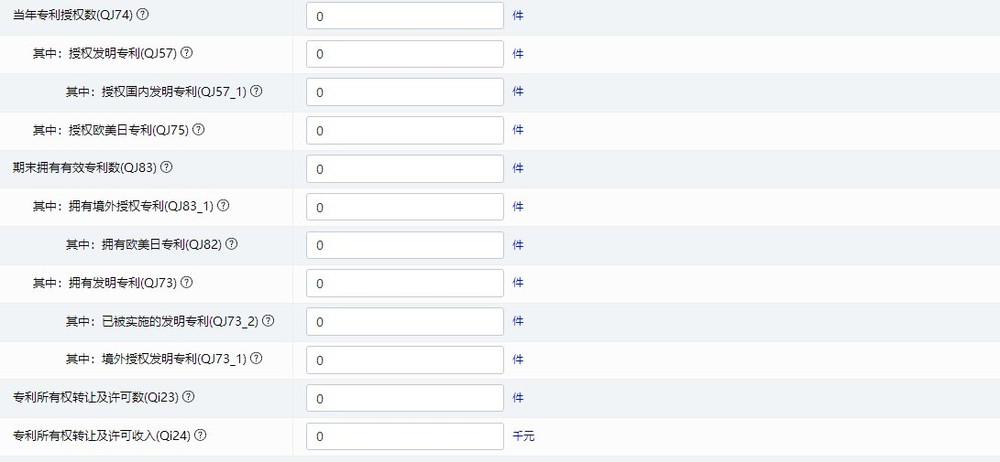 当年专利授权数(QJ74) ? 0 件
其中：授权发明专利(QJ57) ? 0 件
其中：授权国内发明专利(QJ57_1) ? 0 件
其中：授权欧美日专利(QJ75) ? 0 件
期末拥有有效专利数(QJ83) ? 0 件
其中：拥有境外授权专利(QJ83_1) ? 0 件
其中：拥有欧美日专利(QJ82) ? 0 件
其中：拥有发明专利(QJ73) ? 0 件
其中：已被实施的发明专利(QJ73_2) ? 0 件
其中：境外授权发明专利(QJ73_1) ? 0 件
专利所有权转让及许可数(Qi23) ? 0 件
专利所有权转让及许可收入(Qi24) ? 0 千元